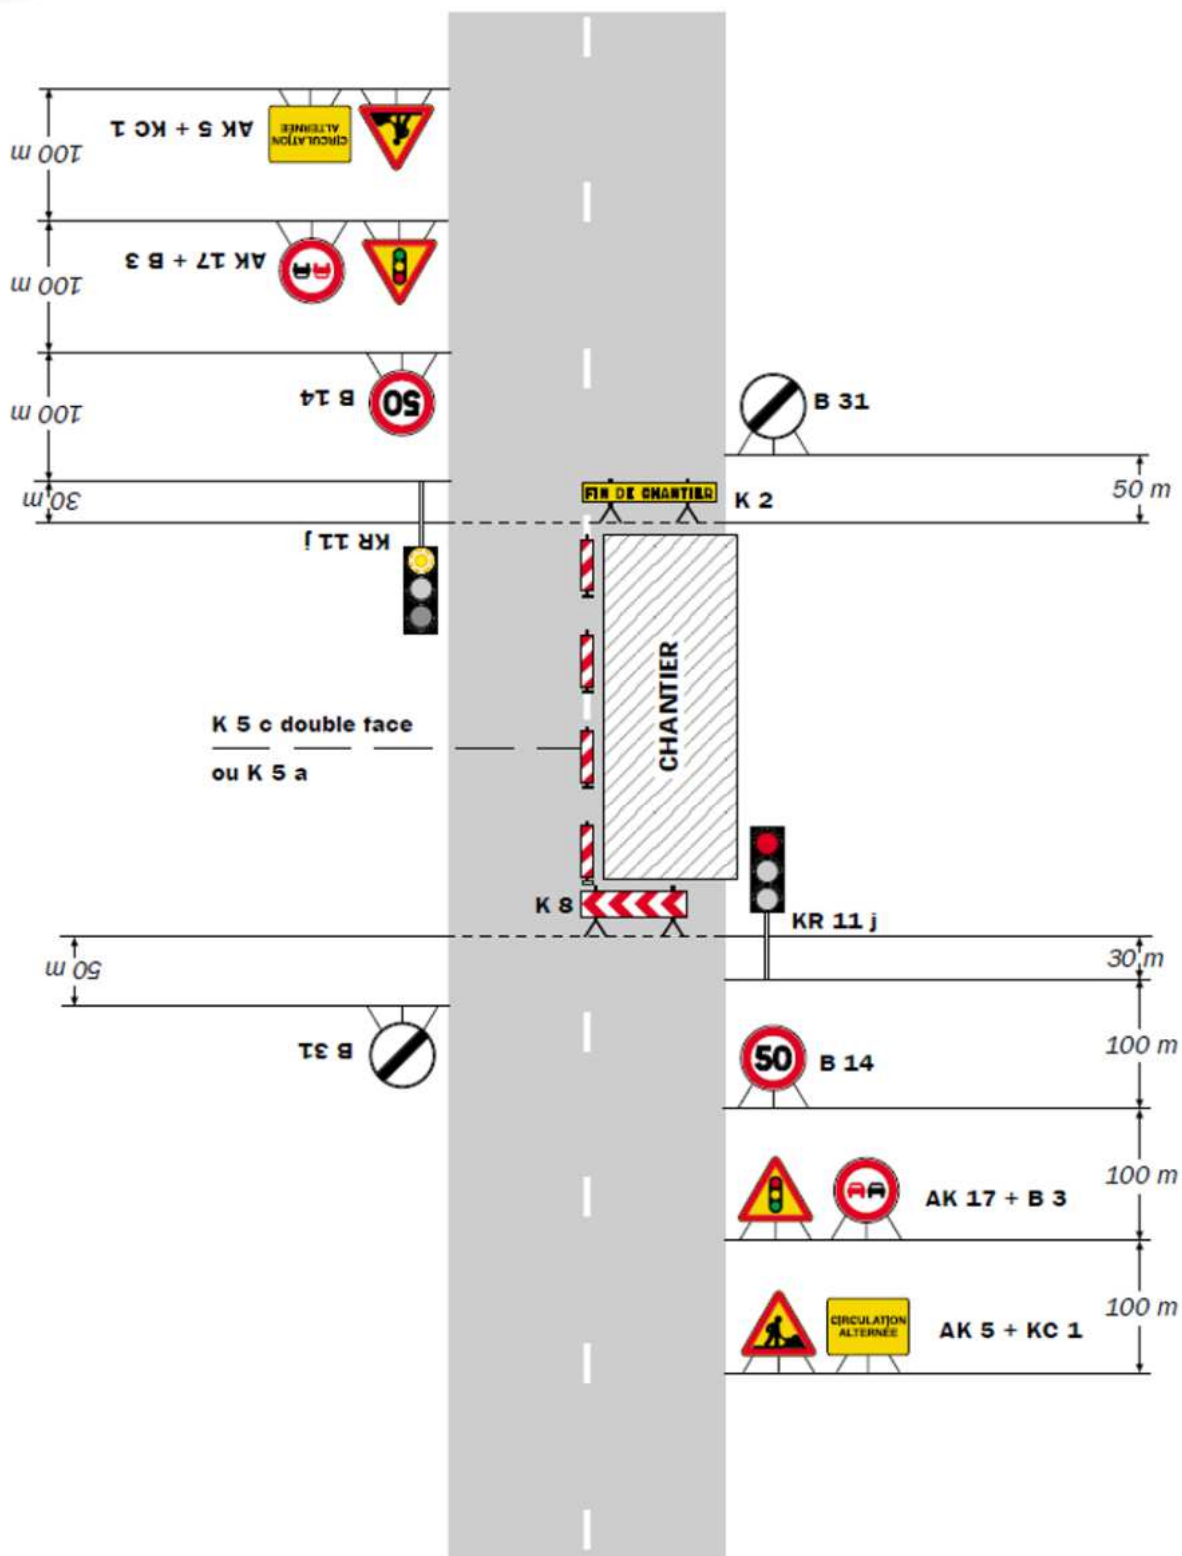 AK 5 + KC 1
CIRCULATION
ALTERNÉE
100 m
AK 17 + B 3
100 m
B 14
50
100 m
B 31
50 m
30 m
FIN DE CHANTIER
K 2
KR 11 j
CHANTIER
K 5 c double face
ou K 5 a
K 8
KR 11 j
30 m
50 m
B 31
50
B 14
100 m
AK 17 + B 3
100 m
CIRCULATION
ALTERNÉE
AK 5 + KC 1
100 m